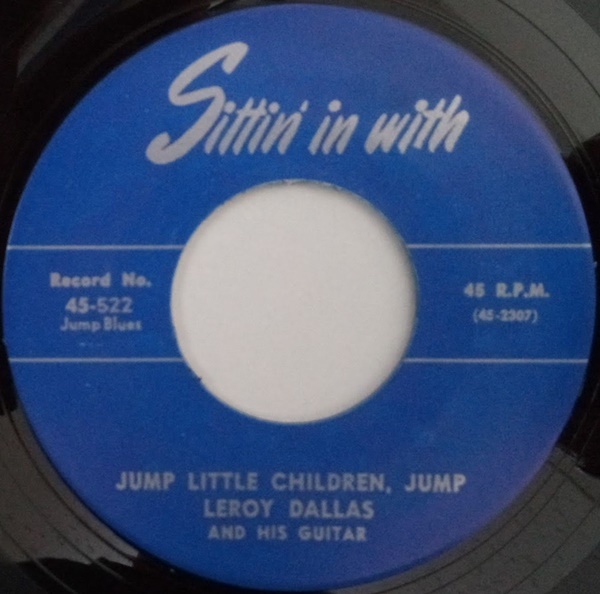 Sittin' in with
Record No.
45-522
Jump Blues
45 R.P.M.
(45-2307)
JUMP LITTLE CHILDREN, JUMP
LEROY DALLAS
AND HIS GUITAR